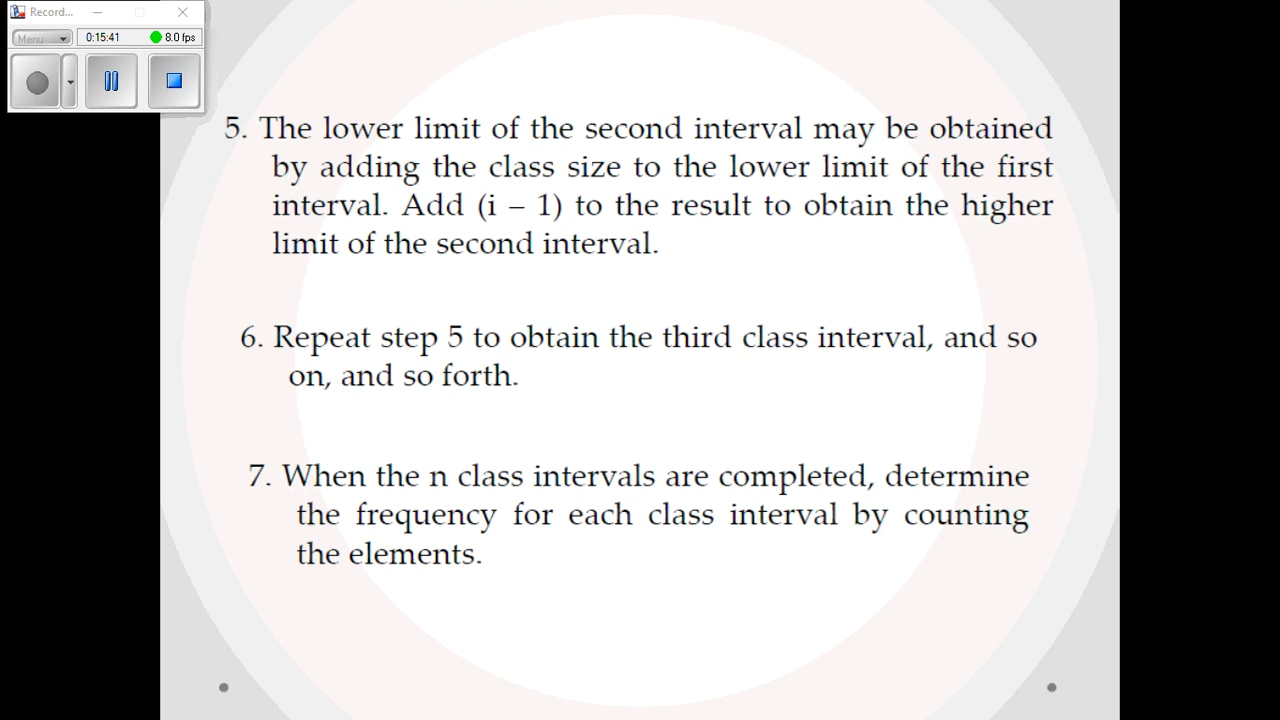 Record...
Menu
0:15:41
8.0 fps
5. The lower limit of the second interval may be obtained
by adding the class size to the lower limit of the first
interval. Add (i – 1) to the result to obtain the higher
limit of the second interval.
6. Repeat step 5 to obtain the third class interval, and so
on, and so forth.
7. When the n class intervals are completed, determine
the frequency for each class interval by counting
the elements.